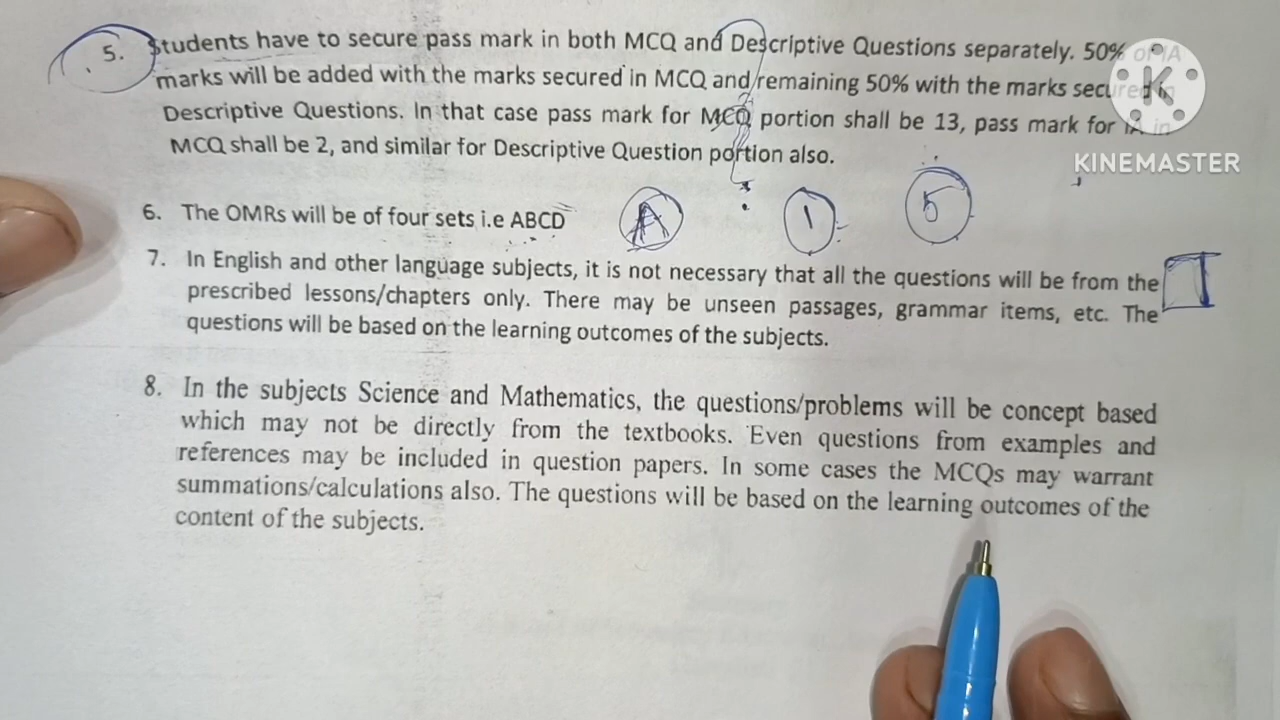 5. Students have to secure pass mark in both MCQ and Descriptive Questions separately. 50% of IA
marks will be added with the marks secured in MCQ and remaining 50% with the marks secured in
Descriptive Questions. In that case pass mark for MCQ portion shall be 13, pass mark for IA in
MCQ shall be 2, and similar for Descriptive Question portion also.
KINEMASTER
6. The OMRs will be of four sets i.e ABCD
A 1 5
7. In English and other language subjects, it is not necessary that all the questions will be from the
prescribed lessons/chapters only. There may be unseen passages, grammar items, etc. The
questions will be based on the learning outcomes of the subjects.
8. In the subjects Science and Mathematics, the questions/problems will be concept based
which may not be directly from the textbooks. Even questions from examples and
references may be included in question papers. In some cases the MCQs may warrant
summations/calculations also. The questions will be based on the learning outcomes of the
content of the subjects.